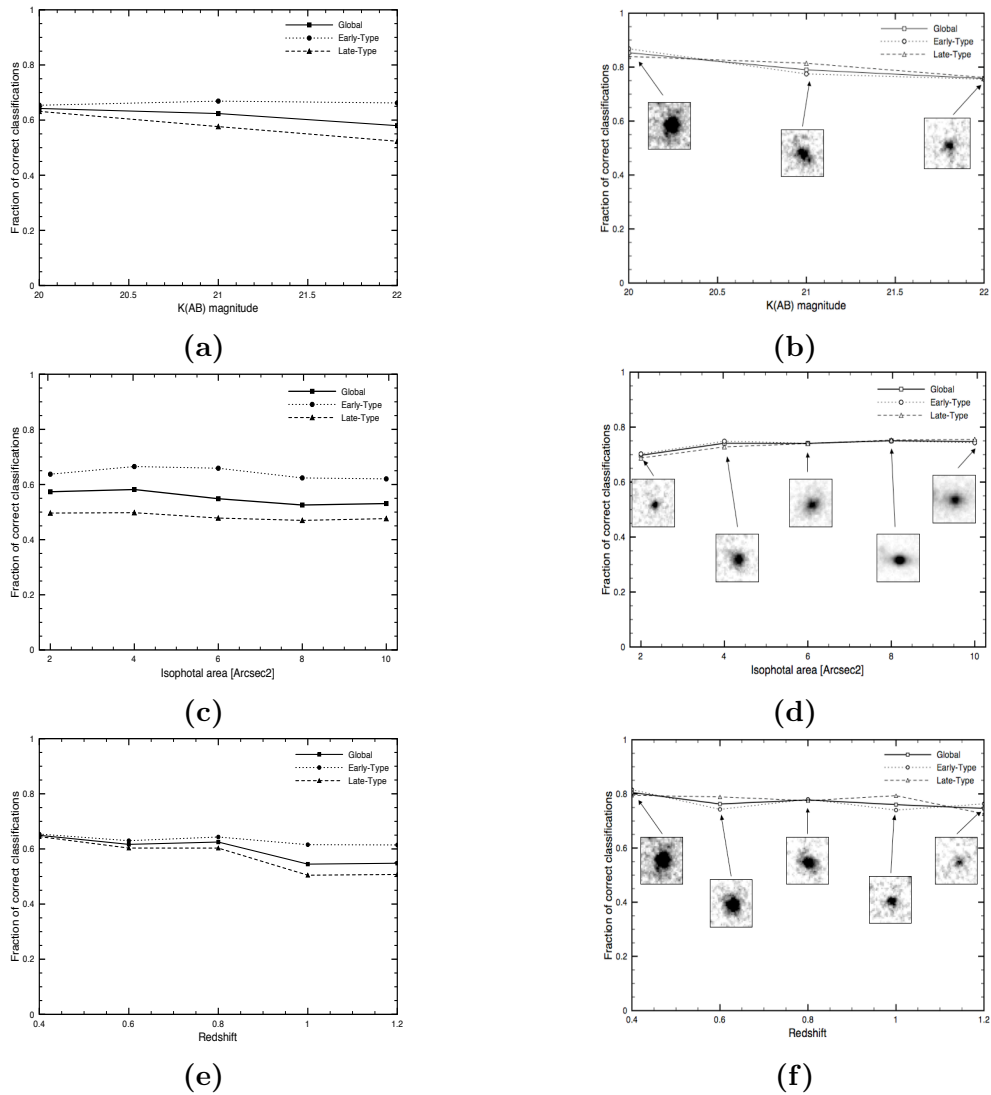 Global
Early-Type
Late-Type
Fraction of correct classifications
1
0.8
0.6
0.4
0.2
0
20
20.5
21
21.5
22
K(AB) magnitude
(a)
Global
Early-Type
Late-Type
Fraction of correct classifications
1
0.8
0.6
0.4
0.2
0
20
20.5
21
21.5
22
K(AB) magnitude
(b)
Global
Early-Type
Late-Type
Fraction of correct classifications
1
0.8
0.6
0.4
0.2
0
2
4
6
8
10
Isophotal area [Arcsec2]
(c)
Global
Early-Type
Late-Type
Fraction of correct classifications
1
0.8
0.6
0.4
0.2
0
2
4
6
8
10
Isophotal area [Arcsec2]
(d)
Global
Early-Type
Late-Type
Fraction of correct classifications
1
0.8
0.6
0.4
0.2
0
0.4
0.6
0.8
1
1.2
Redshift
(e)
Global
Early-Type
Late-Type
Fraction of correct classifications
1
0.8
0.6
0.4
0.2
0
0.4
0.6
0.8
1
1.2
Redshift
(f)